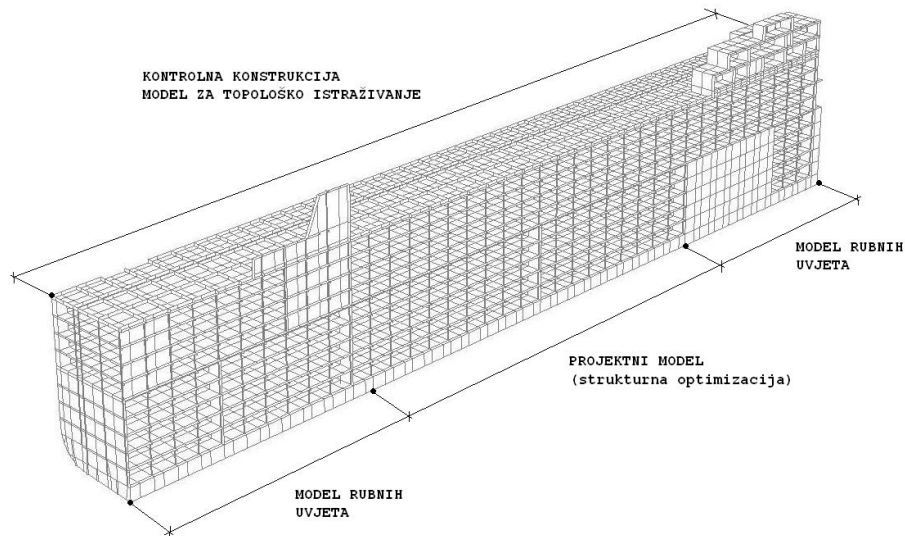 KONTROLNA KONSTRUKCIJA
MODEL ZA TOPOLOŠKO ISTRAŽIVANJE
MODEL RUBNIH
UVJETA
PROJEKTNI MODEL
(strukturna optimizacija)
MODEL RUBNIH
UVJETA